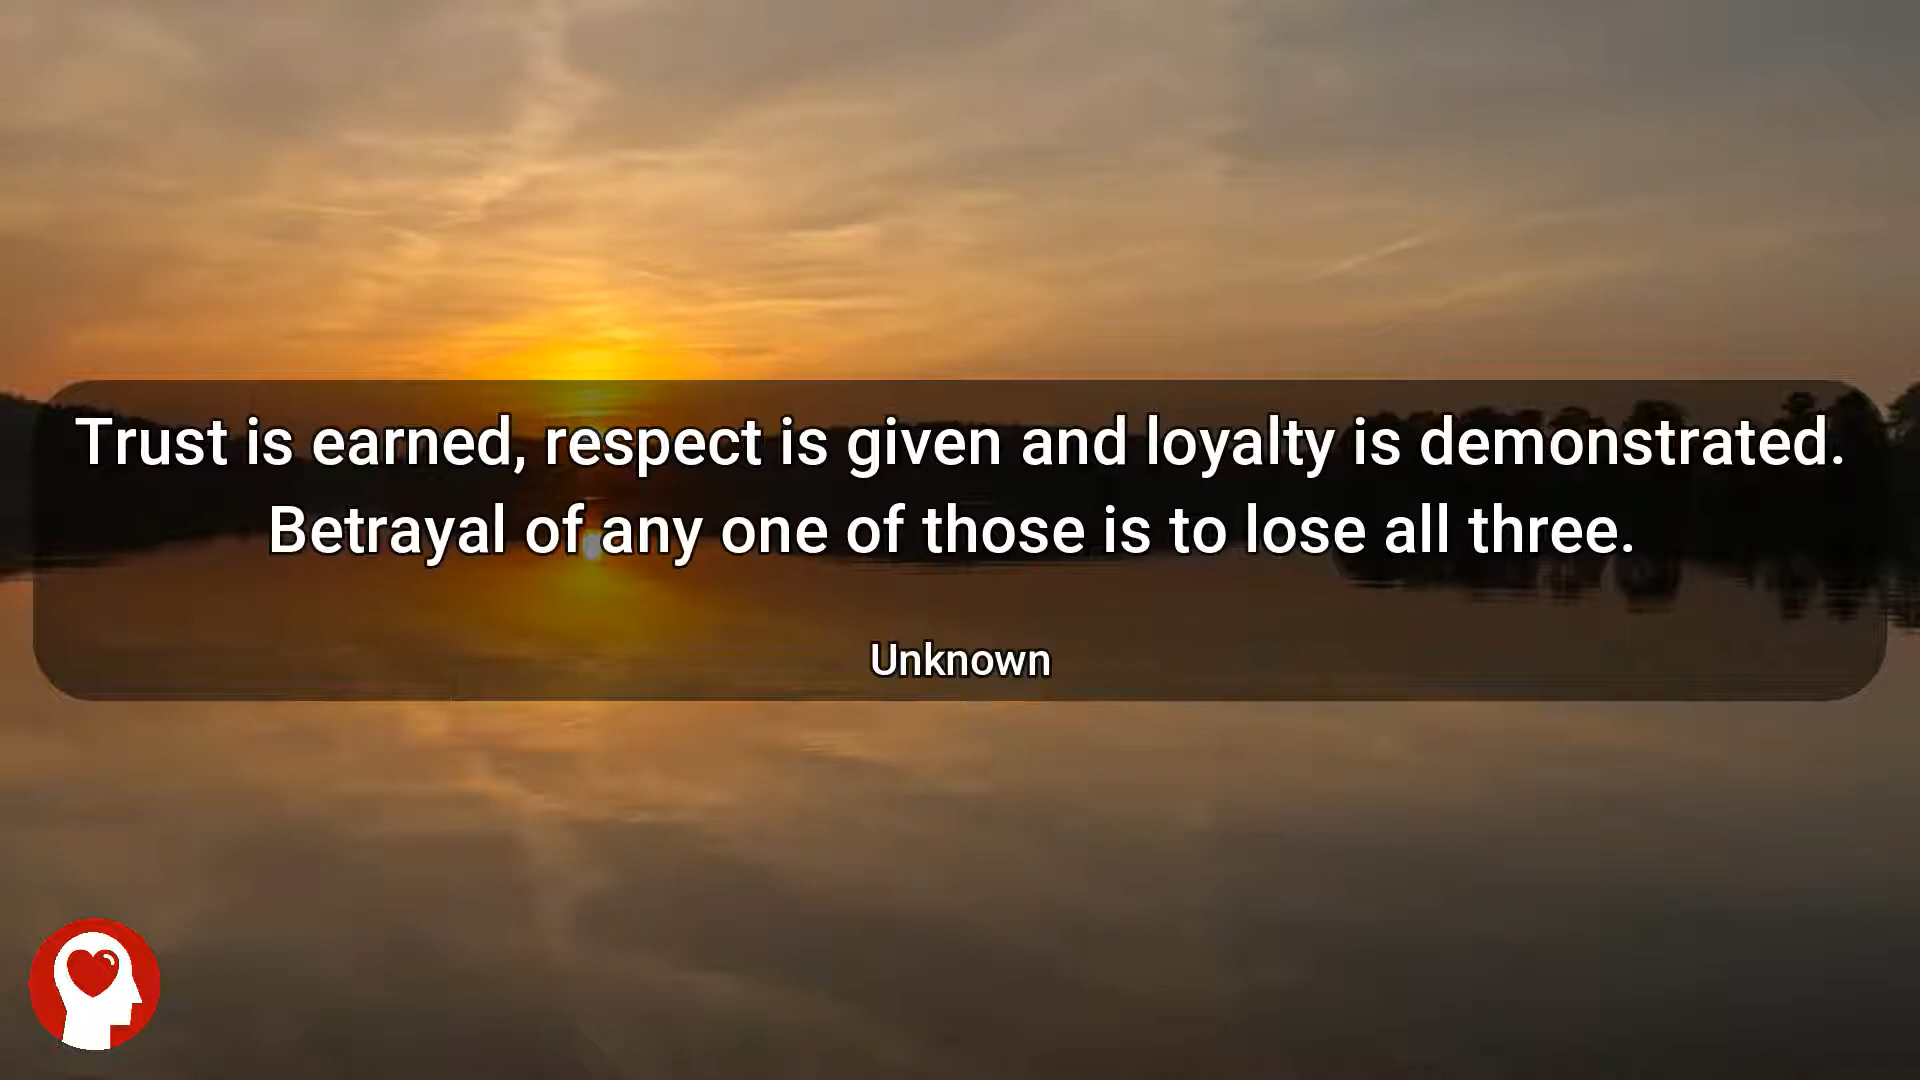 Trust is earned, respect is given and loyalty is demonstrated.
Betrayal of any one of those is to lose all three.
Unknown